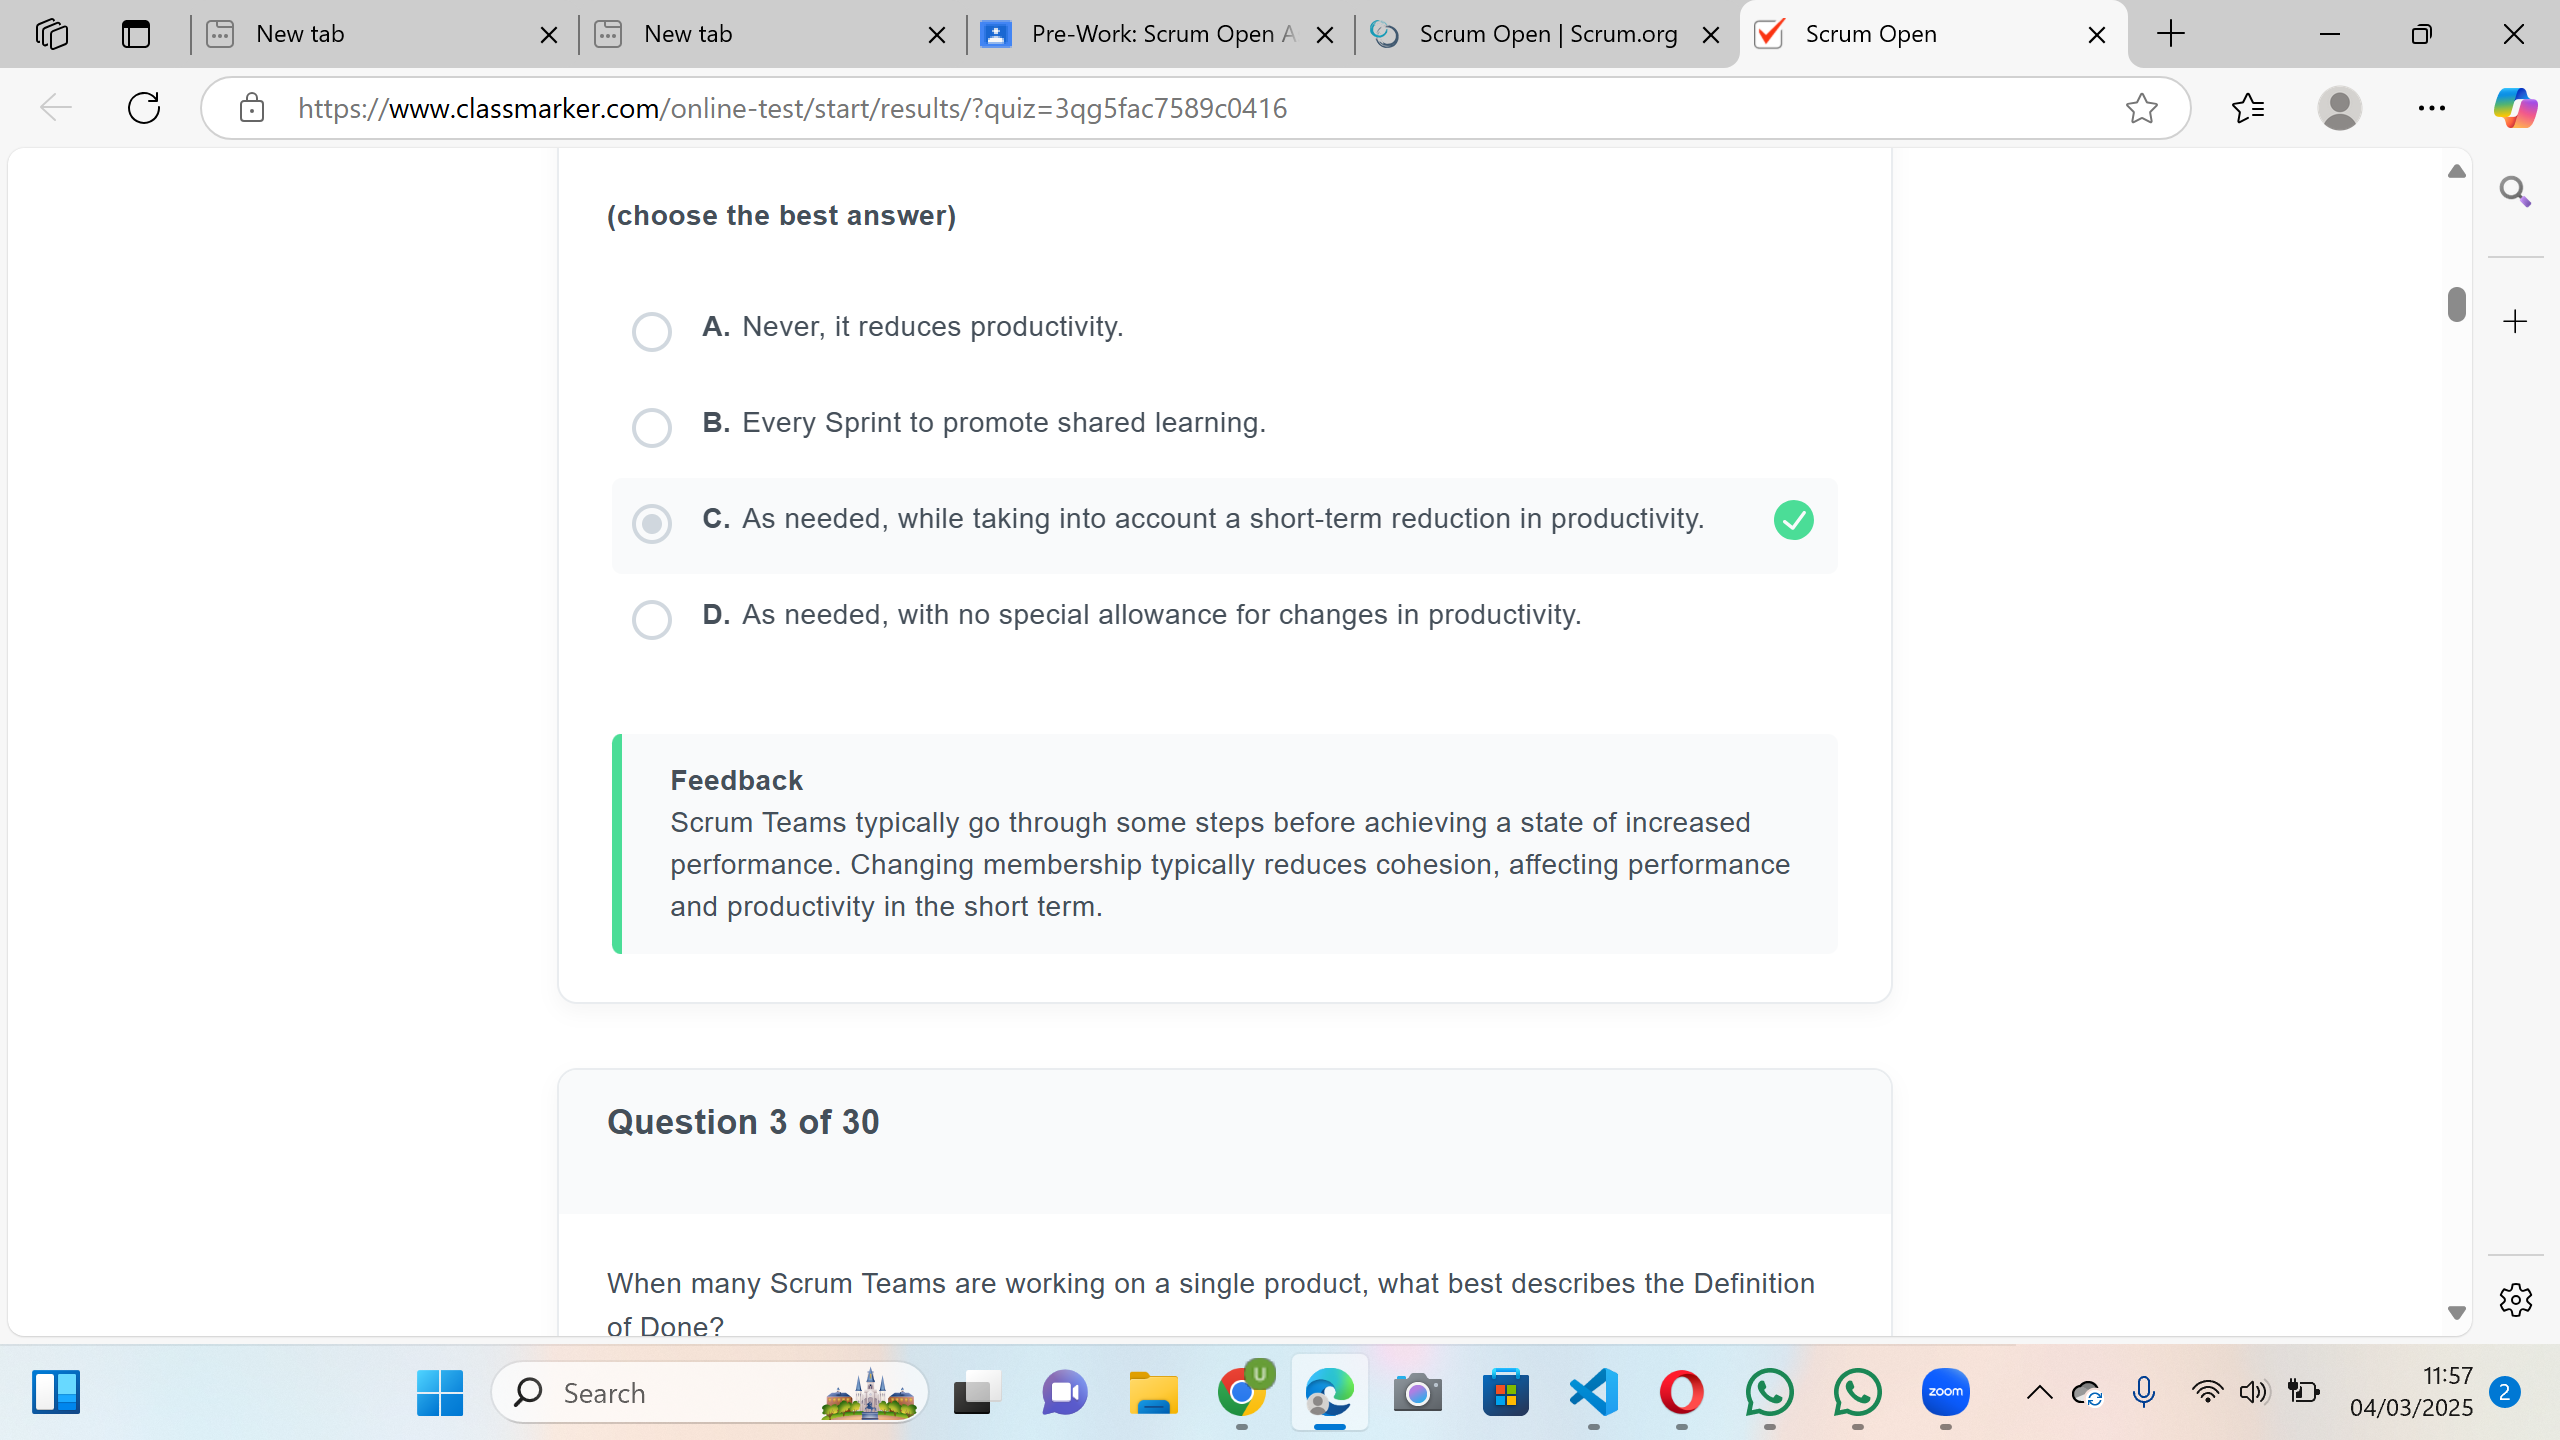 New tab
New tab
Pre-Work: Scrum Open A
Scrum Open | Scrum.org
Scrum Open
https://www.classmarker.com/online-test/start/results/?quiz=3qg5fac7589c0416
(choose the best answer)
A. Never, it reduces productivity.
B. Every Sprint to promote shared learning.
C. As needed, while taking into account a short-term reduction in productivity.
D. As needed, with no special allowance for changes in productivity.
Feedback
Scrum Teams typically go through some steps before achieving a state of increased
performance. Changing membership typically reduces cohesion, affecting performance
and productivity in the short term.
Question 3 of 30
When many Scrum Teams are working on a single product, what best describes the Definition
of Done?
Search
U
zoom
11:57
04/03/2025
2